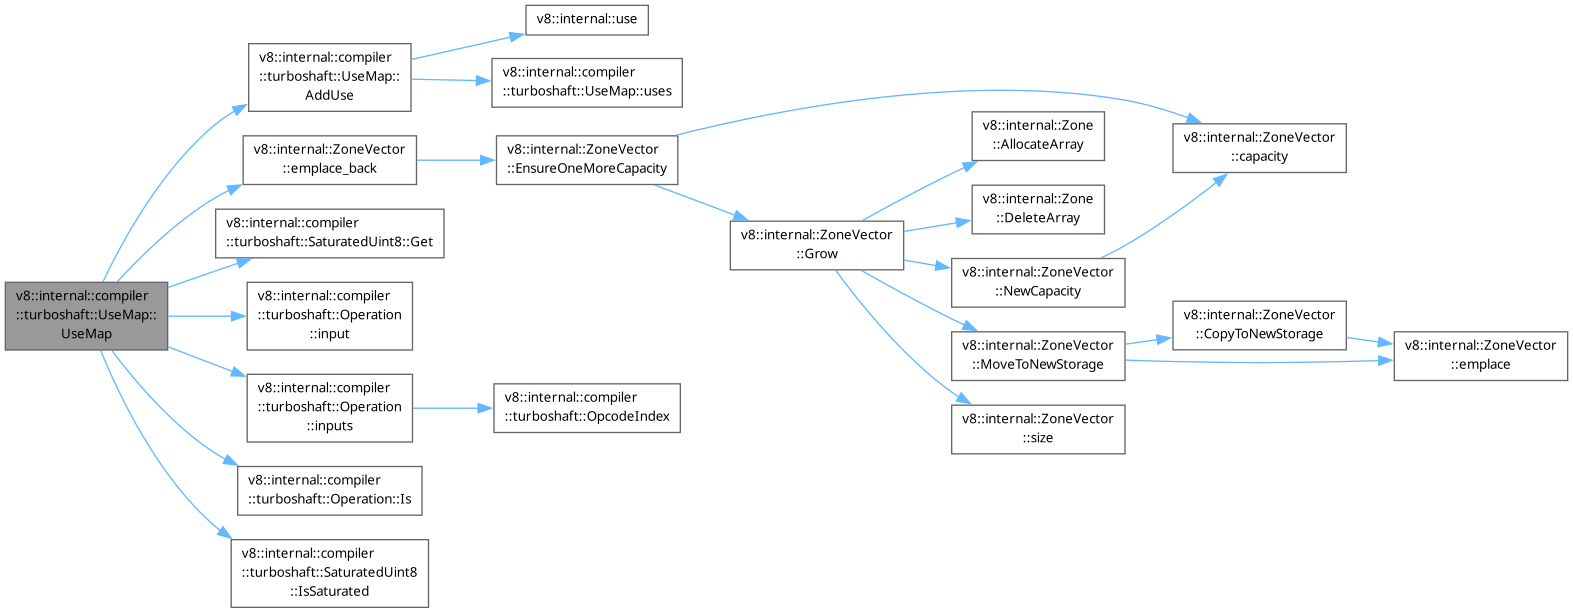 v8::internal::compiler
::turboshaft::UseMap::
UseMap
v8::internal::compiler
::turboshaft::UseMap::
AddUse
v8::internal::use
v8::internal::compiler
::turboshaft::UseMap::uses
v8::internal::ZoneVector
::emplace_back
v8::internal::ZoneVector
::EnsureOneMoreCapacity
v8::internal::ZoneVector
::capacity
v8::internal::ZoneVector
::Grow
v8::internal::Zone
::AllocateArray
v8::internal::Zone
::DeleteArray
v8::internal::ZoneVector
::NewCapacity
v8::internal::ZoneVector
::MoveToNewStorage
v8::internal::ZoneVector
::CopyToNewStorage
v8::internal::ZoneVector
::emplace
v8::internal::ZoneVector
::size
v8::internal::compiler
::turboshaft::SaturatedUint8::Get
v8::internal::compiler
::turboshaft::Operation
::input
v8::internal::compiler
::turboshaft::Operation
::inputs
v8::internal::compiler
::turboshaft::OpcodeIndex
v8::internal::compiler
::turboshaft::Operation::Is
v8::internal::compiler
::turboshaft::SaturatedUint8
::IsSaturated